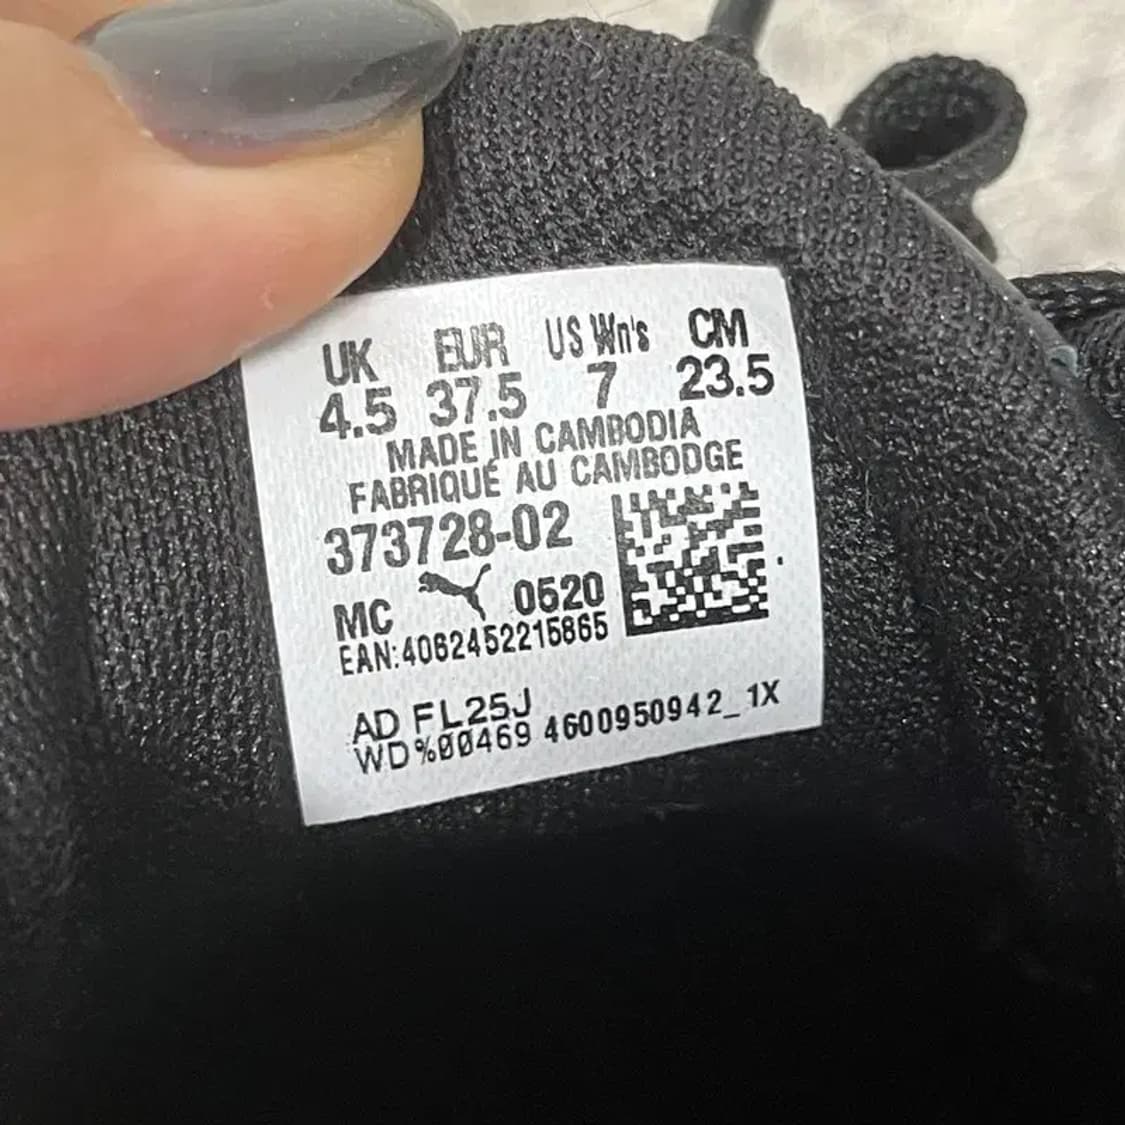 UK EUR US Wn's CM
4.5 37.5 7 23.5
MADE IN CAMBODIA
FABRIQUÉ AU CAMBODGE
373728-02
MC 0520
EAN:4062452215865
AD FL25J
WD%00469 4600950942_1X